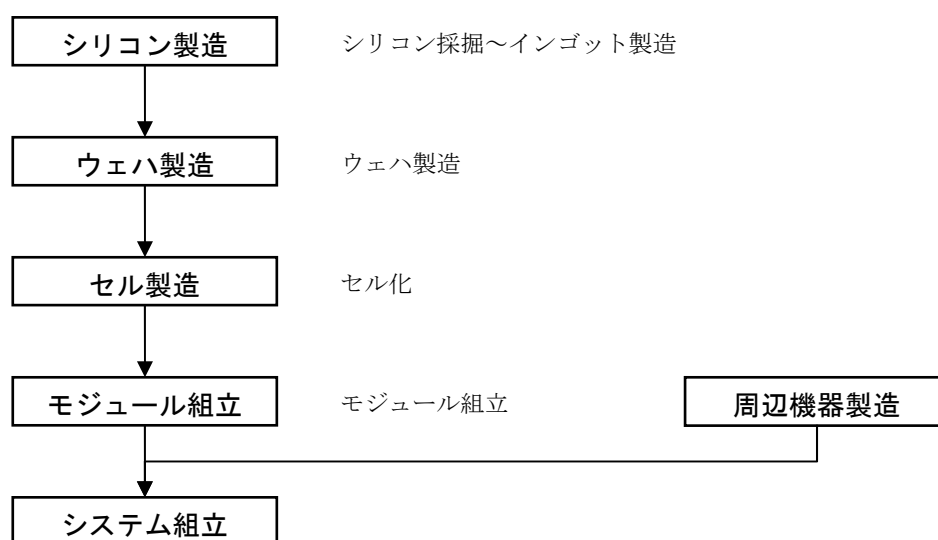 シリコン製造 シリコン採掘～インゴット製造
ウェハ製造 ウェハ製造
セル製造 セル化
モジュール組立 モジュール組立 周辺機器製造
システム組立